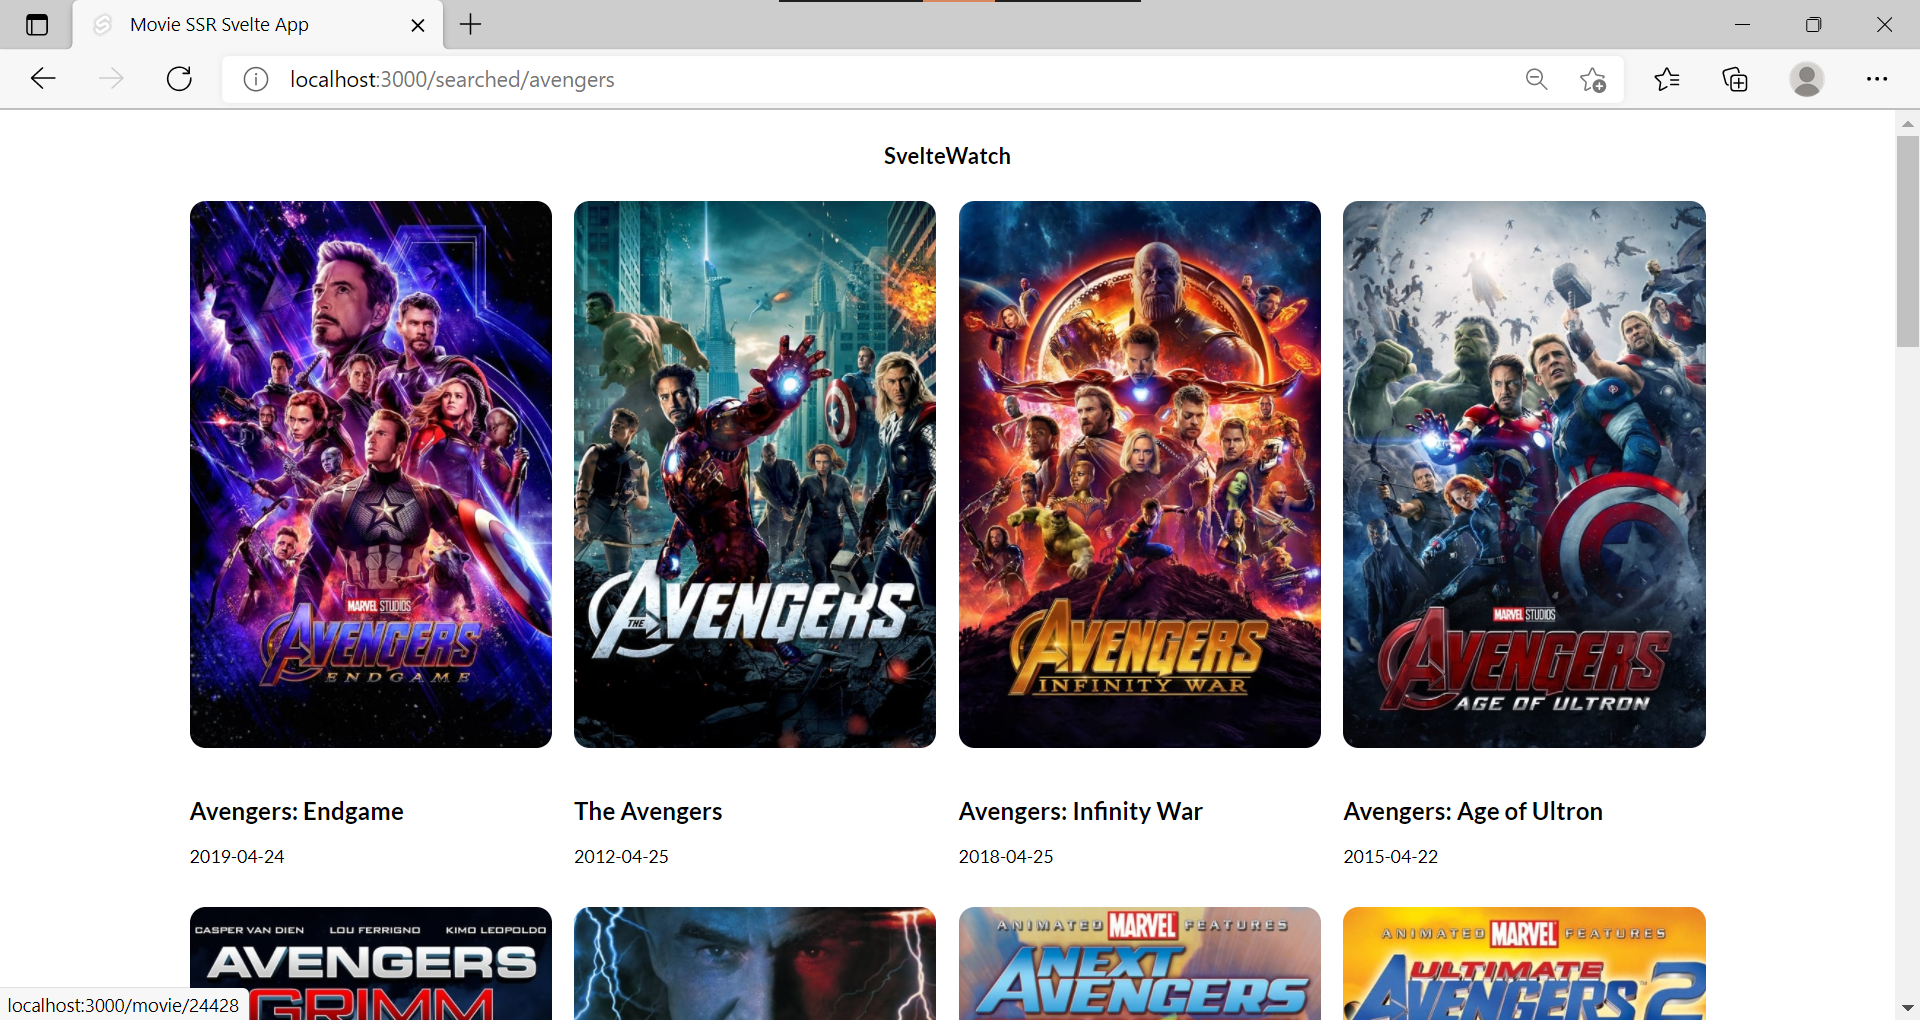 Movie SSR Svelte App
localhost:3000/searched/avengers
SvelteWatch
MARVEL STUDIOS
AVENGERS
ENDGAME
THE AVENGERS
AVENGERS
INFINITY WAR
MARVEL STUDIOS
AVENGERS
AGE OF ULTRON
Avengers: Endgame
The Avengers
Avengers: Infinity War
Avengers: Age of Ultron
2019-04-24
2012-04-25
2018-04-25
2015-04-22
CASPER VAN DIEN LOU FERRIGNO KIMO LEOPOLDO
AVENGERS
GRIMM
ANIMATED MARVEL FEATURES
NEXT
AVENGERS
ANIMATED MARVEL FEATURES
ULTIMATE
AVENGERS 2
localhost:3000/movie/24428